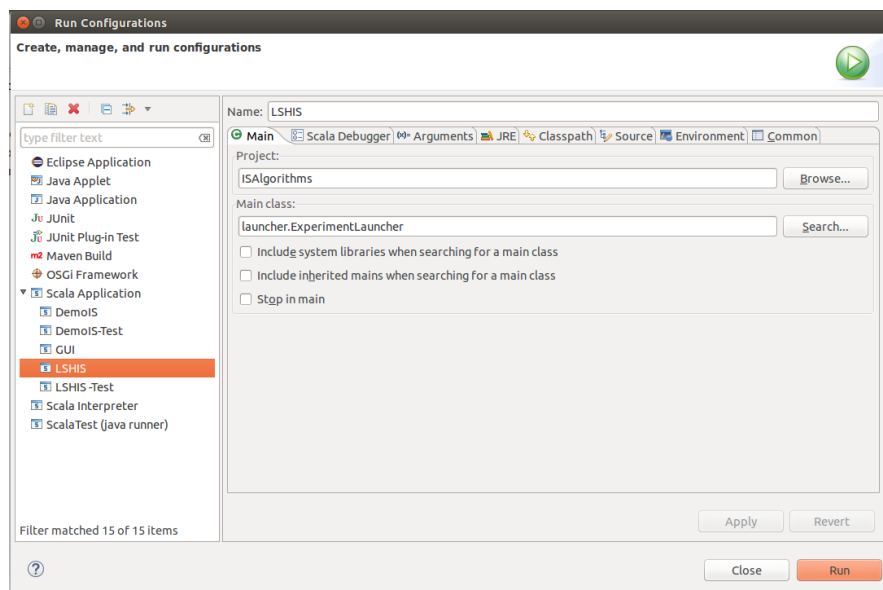 Run Configurations
Create, manage, and run configurations
type filter text
Eclipse Application
Java Applet
Java Application
Ju JUnit
JUnit Plug-in Test
m2 Maven Build
OSGi Framework
Scala Application
DemoIS
DemoIS-Test
GUI
LSHIS
LSHIS -Test
Scala Interpreter
ScalaTest (java runner)
Filter matched 15 of 15 items
Name: LSHIS
Main Scala Debugger (x)= Arguments JRE Classpath Source Environment Common
Project:
ISAlgorithms Browse...
Main class:
launcher.ExperimentLauncher Search...
Include system libraries when searching for a main class
Include inherited mains when searching for a main class
Stop in main
Apply Revert
? Close Run